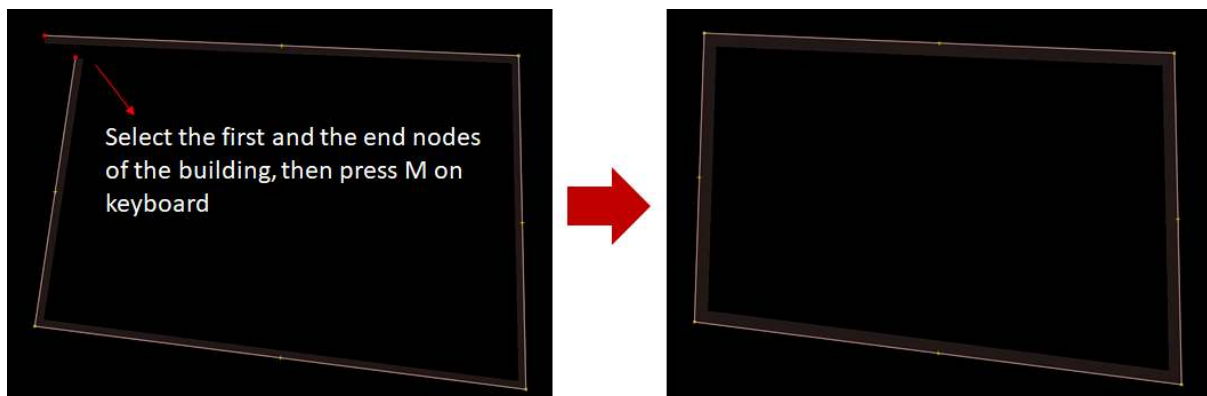 Select the first and the end nodes
of the building, then press M on
keyboard